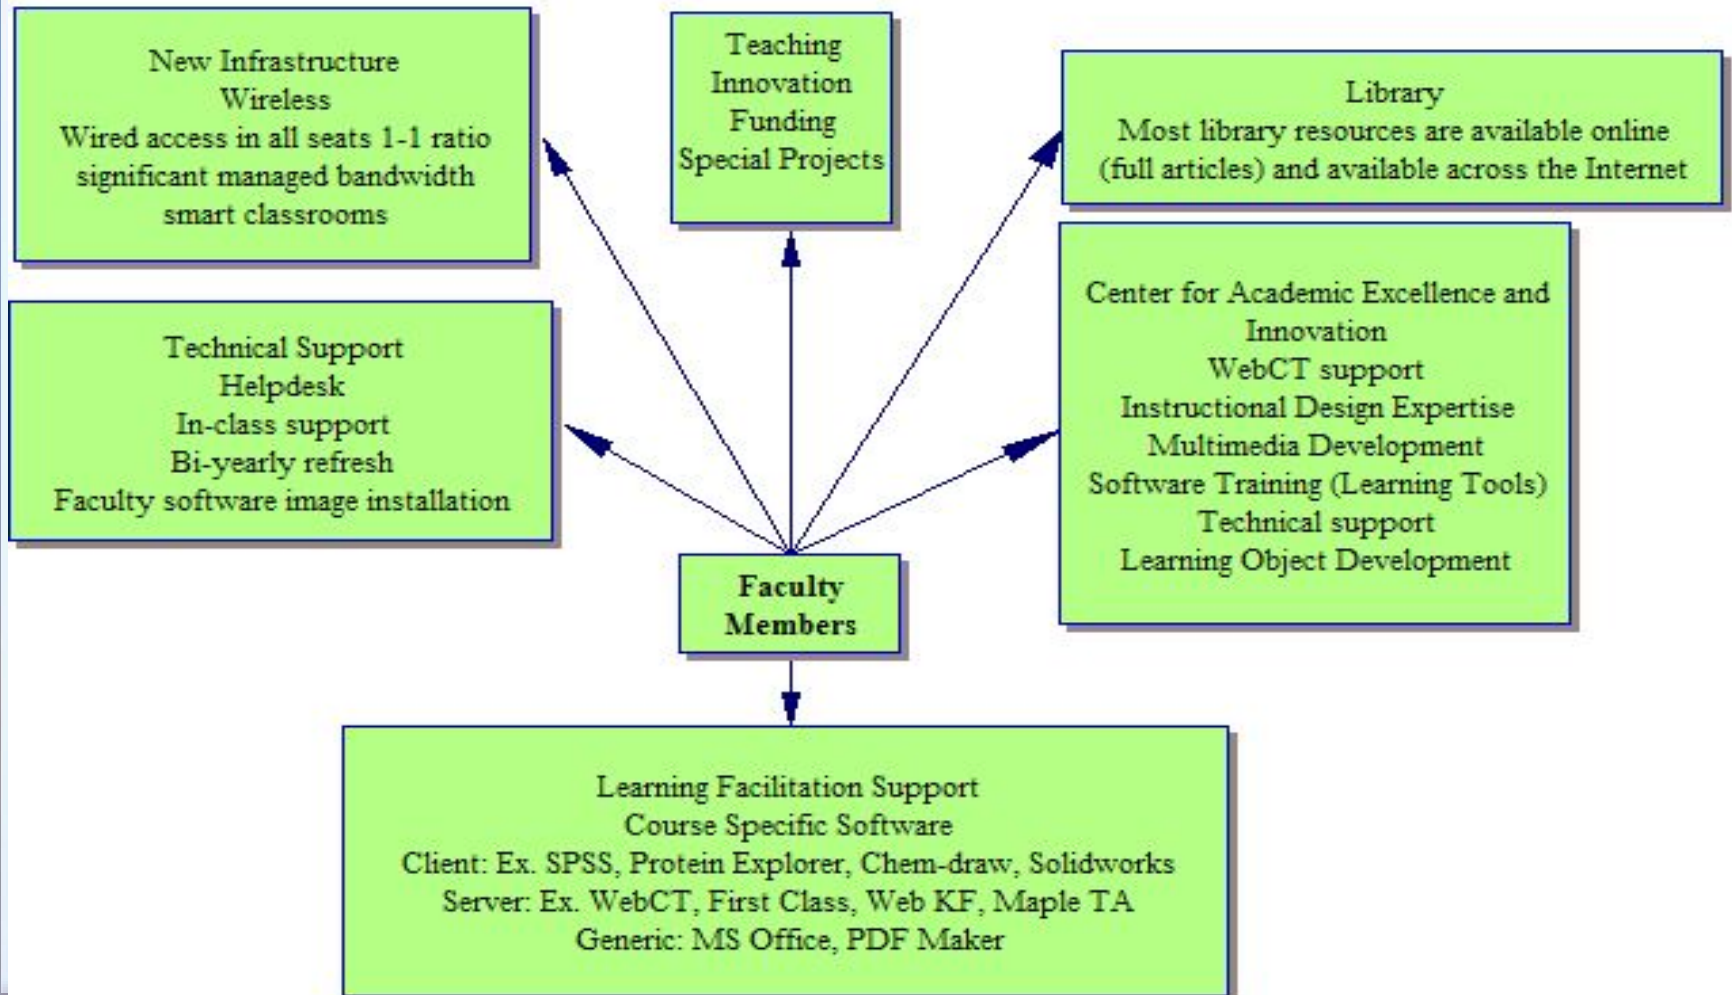 New Infrastructure
Wireless
Wired access in all seats 1-1 ratio
significant managed bandwidth
smart classrooms
Teaching
Innovation
Funding
Special Projects
Library
Most library resources are available online
(full articles) and available across the Internet
Technical Support
Helpdesk
In-class support
Bi-yearly refresh
Faculty software image installation
Center for Academic Excellence and
Innovation
WebCT support
Instructional Design Expertise
Multimedia Development
Software Training (Learning Tools)
Technical support
Learning Object Development
Faculty
Members
Learning Facilitation Support
Course Specific Software
Client: Ex. SPSS, Protein Explorer, Chem-draw, Solidworks
Server: Ex. WebCT, First Class, Web KF, Maple TA
Generic: MS Office, PDF Maker